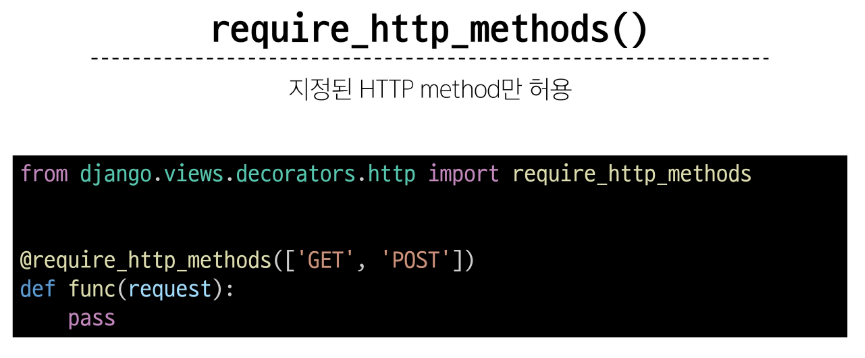 require_http_methods()
지정된 HTTP method만 허용
from django.views.decorators.http import require_http_methods
@require_http_methods(['GET', 'POST'])
def func(request):
    pass